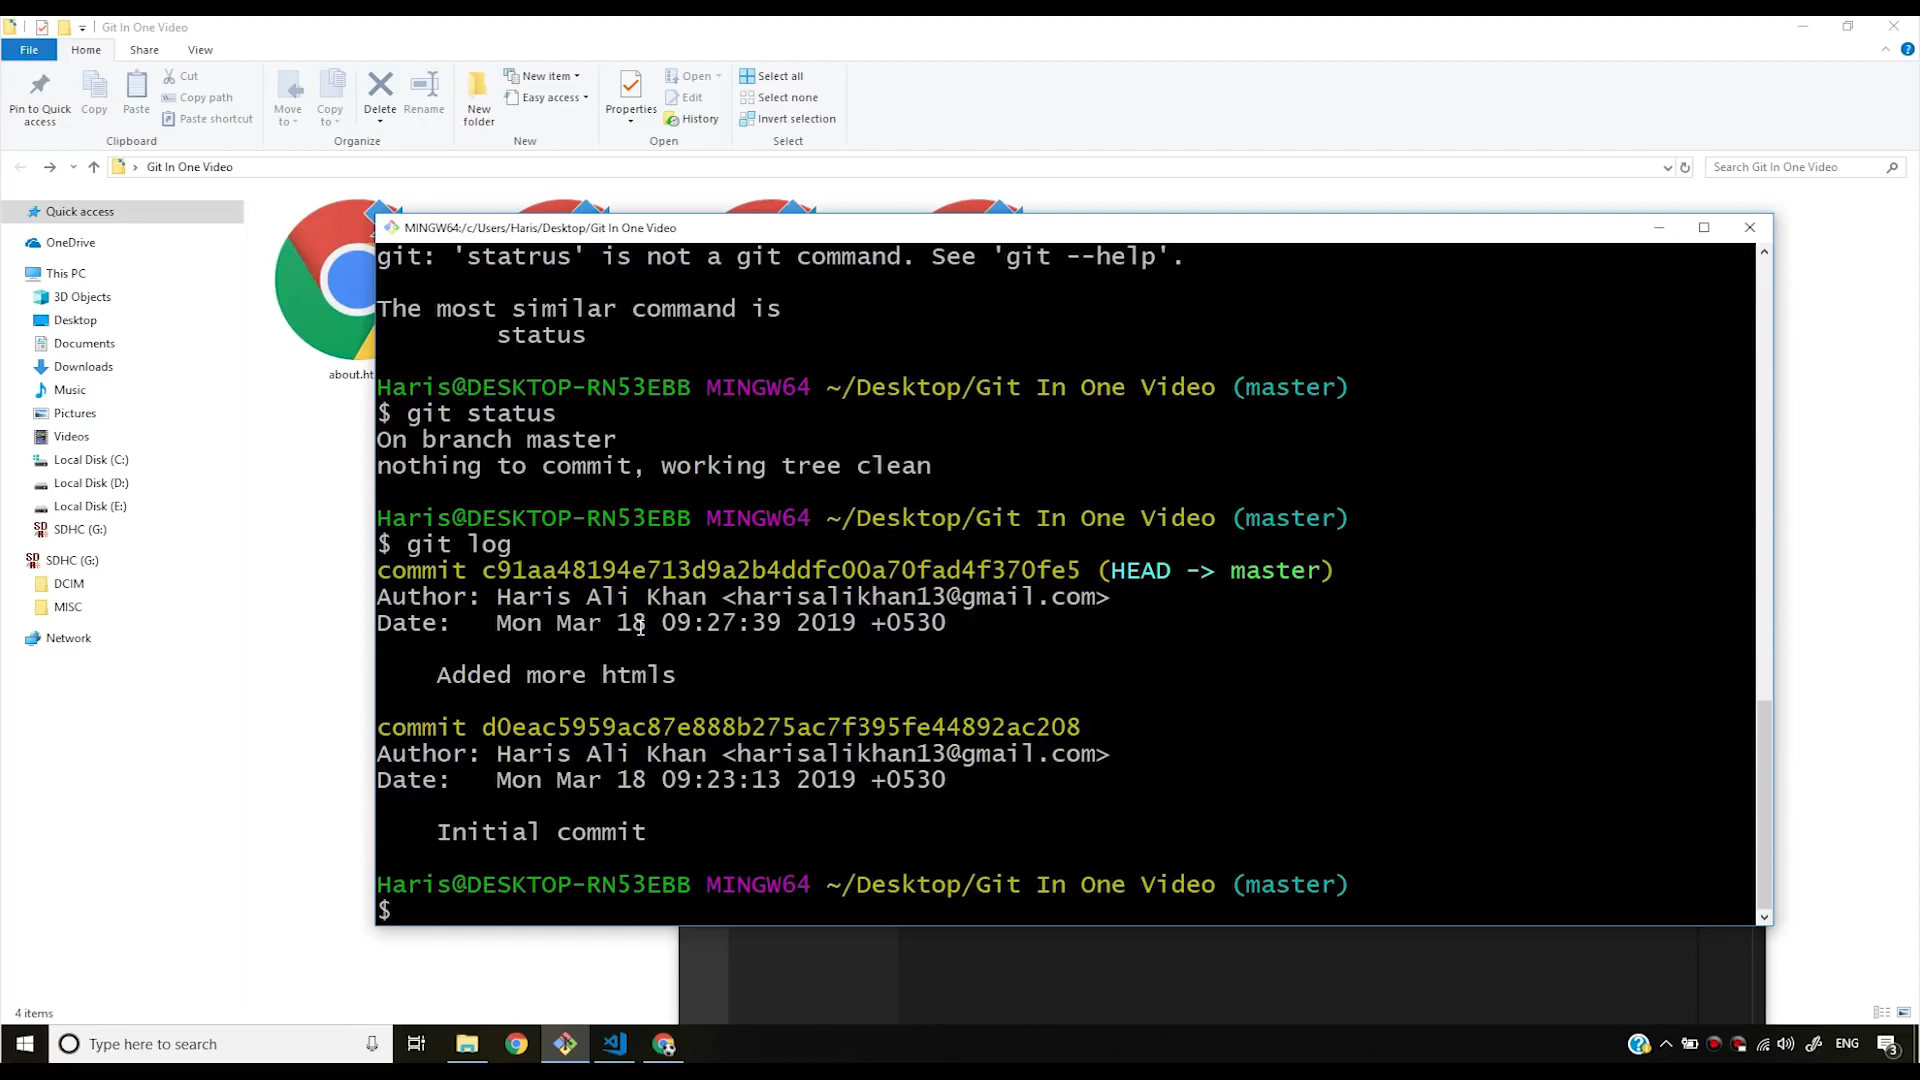 Git In One Video
File Home Share View
Pin to Quick access
Copy
Paste
Cut
Copy path
Paste shortcut
Clipboard
Move to
Copy to
Delete
Rename
Organize
New folder
New item
Easy access
New
Properties
Open
Edit
History
Open
Select all
Select none
Invert selection
Select
Git In One Video
Search Git In One Video
Quick access
OneDrive
This PC
3D Objects
Desktop
Documents
Downloads
Music
Pictures
Videos
Local Disk (C:)
Local Disk (D:)
Local Disk (E:)
SDHC (G:)
SDHC (G:)
DCIM
MISC
Network
about.ht
MINGW64:/c/Users/Haris/Desktop/Git In One Video
git: 'statrus' is not a git command. See 'git --help'.
The most similar command is
status
Haris@DESKTOP-RN53EBB MINGW64 ~/Desktop/Git In One Video (master)
$ git status
On branch master
nothing to commit, working tree clean
Haris@DESKTOP-RN53EBB MINGW64 ~/Desktop/Git In One Video (master)
$ git log
commit c91aa48194e713d9a2b4ddfc00a70fad4f370fe5 (HEAD -> master)
Author: Haris Ali Khan <harisalikhan13@gmail.com>
Date: Mon Mar 18 09:27:39 2019 +0530
Added more htmls
commit d0eac5959ac87e888b275ac7f395fe44892ac208
Author: Haris Ali Khan <harisalikhan13@gmail.com>
Date: Mon Mar 18 09:23:13 2019 +0530
Initial commit
Haris@DESKTOP-RN53EBB MINGW64 ~/Desktop/Git In One Video (master)
$
4 items
Type here to search
ENG
3